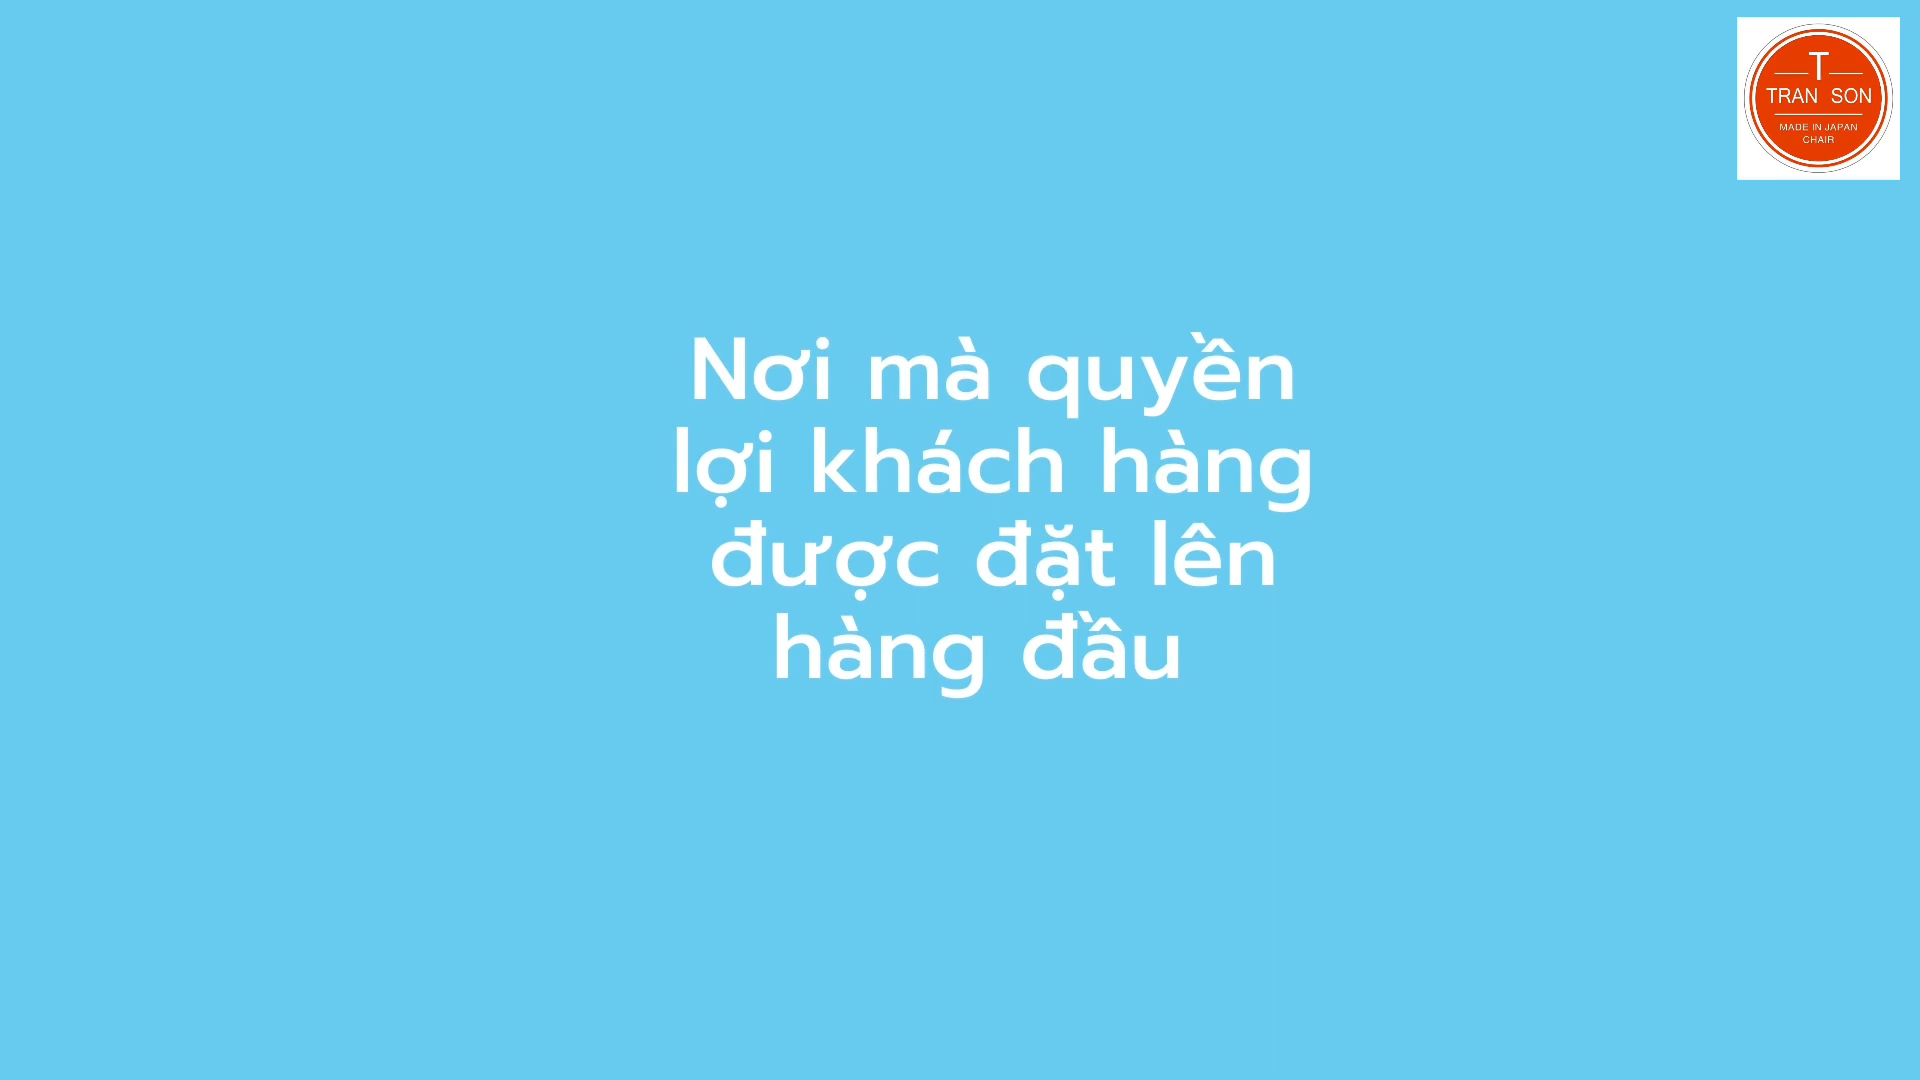 T
TRAN SON
MADE IN JAPAN
CHAIR
Nơi mà quyền
lợi khách hàng
được đặt lên
hàng đầu